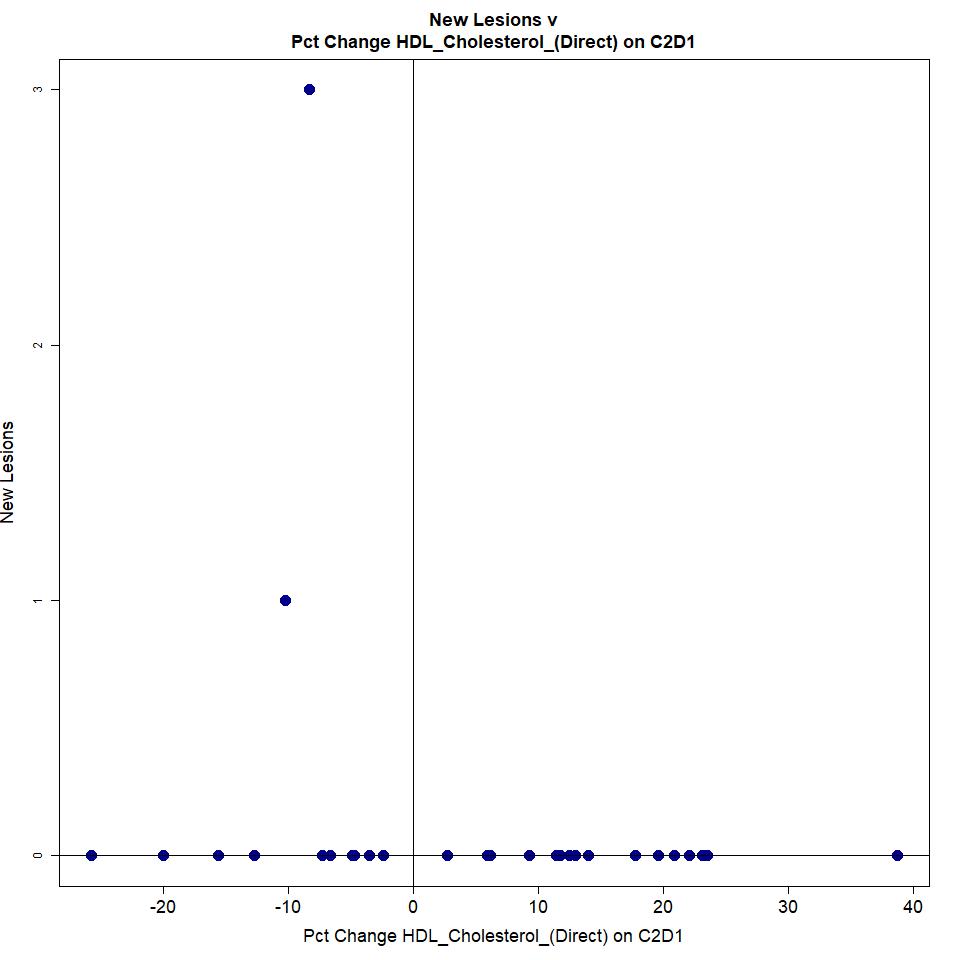 New Lesions v
Pct Change HDL_Cholesterol_(Direct) on C2D1
3
2
1
0
New Lesions
-20 -10 0 10 20 30 40
Pct Change HDL_Cholesterol_(Direct) on C2D1